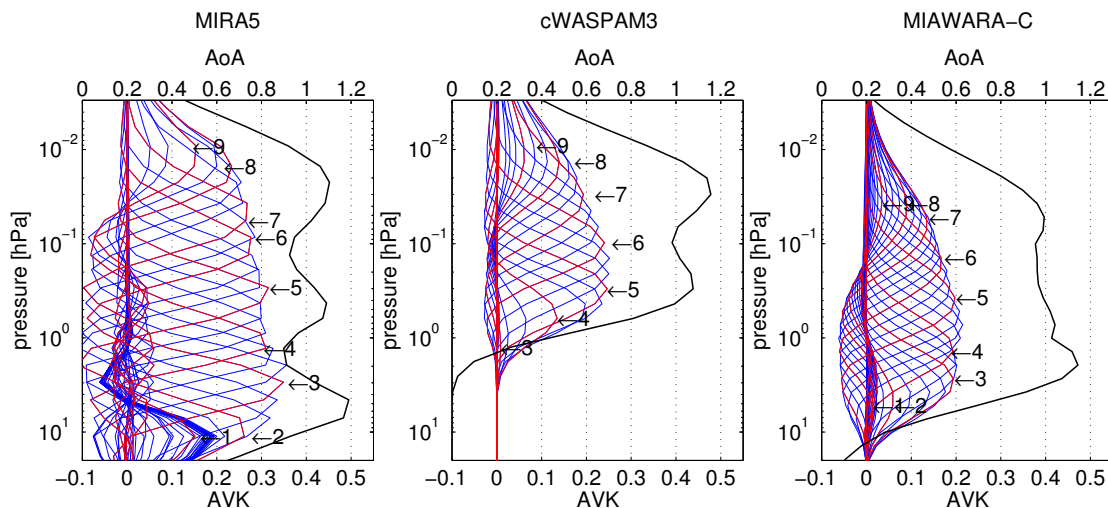 MIRA5
AoA
0 0.2 0.4 0.6 0.8 1 1.2
pressure [hPa]
10⁻²
10⁻¹
10⁰
10¹
←9
←8
←7
←6
←5
←4
←3
←1 ←2
−0.1 0 0.1 0.2 0.3 0.4 0.5
AVK
cWASPAM3
AoA
0 0.2 0.4 0.6 0.8 1 1.2
pressure [hPa]
10⁻²
10⁻¹
10⁰
10¹
←9
←8
←7
←6
←5
←4
←3
−0.1 0 0.1 0.2 0.3 0.4 0.5
AVK
MIAWARA−C
AoA
0 0.2 0.4 0.6 0.8 1 1.2
pressure [hPa]
10⁻²
10⁻¹
10⁰
10¹
←9 ←8
←7
←6
←5
←4
←3
←1 ←2
−0.1 0 0.1 0.2 0.3 0.4 0.5
AVK